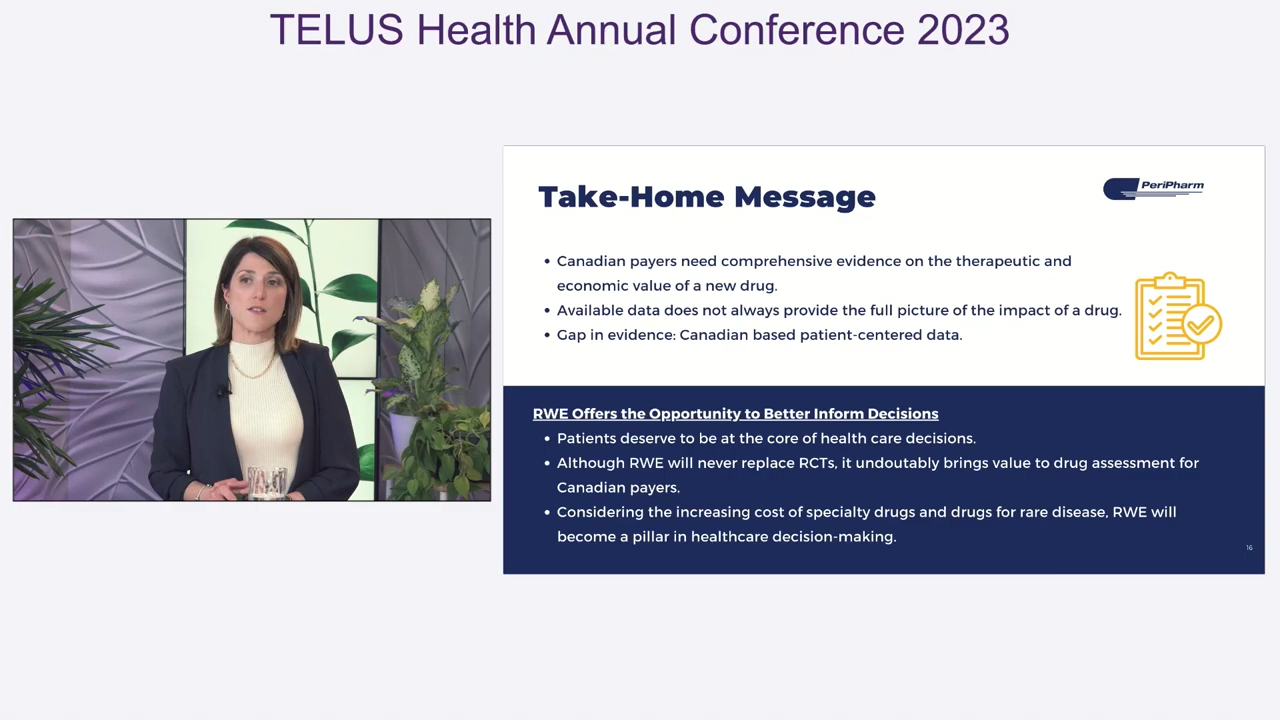 TELUS Health Annual Conference 2023
Take-Home Message
PeriPharm
• Canadian payers need comprehensive evidence on the therapeutic and
economic value of a new drug.
• Available data does not always provide the full picture of the impact of a drug.
• Gap in evidence: Canadian based patient-centered data.
RWE Offers the Opportunity to Better Inform Decisions
• Patients deserve to be at the core of health care decisions.
• Although RWE will never replace RCTs, it undoutably brings value to drug assessment for
Canadian payers.
• Considering the increasing cost of specialty drugs and drugs for rare disease, RWE will
become a pillar in healthcare decision-making.
16